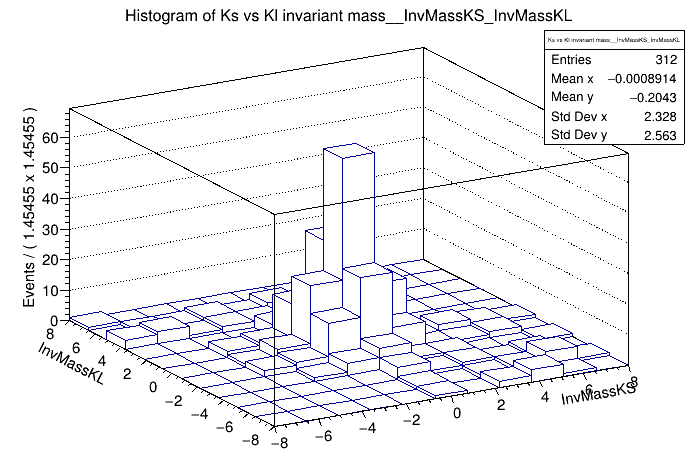 Histogram of Ks vs Kl invariant mass__InvMassKS_InvMassKL
Ks vs Kl invariant mass__InvMassKS_InvMassKL
Entries 312
Mean x −0.0008914
Mean y −0.2043
Std Dev x 2.328
Std Dev y 2.563
Events / ( 1.45455 x 1.45455 )
60
50
40
30
20
10
0
8
6
4
2
0
−2
−4
−6
−8
InvMassKL
−8
−6
−4
−2
0
2
4
6
8
InvMassKS